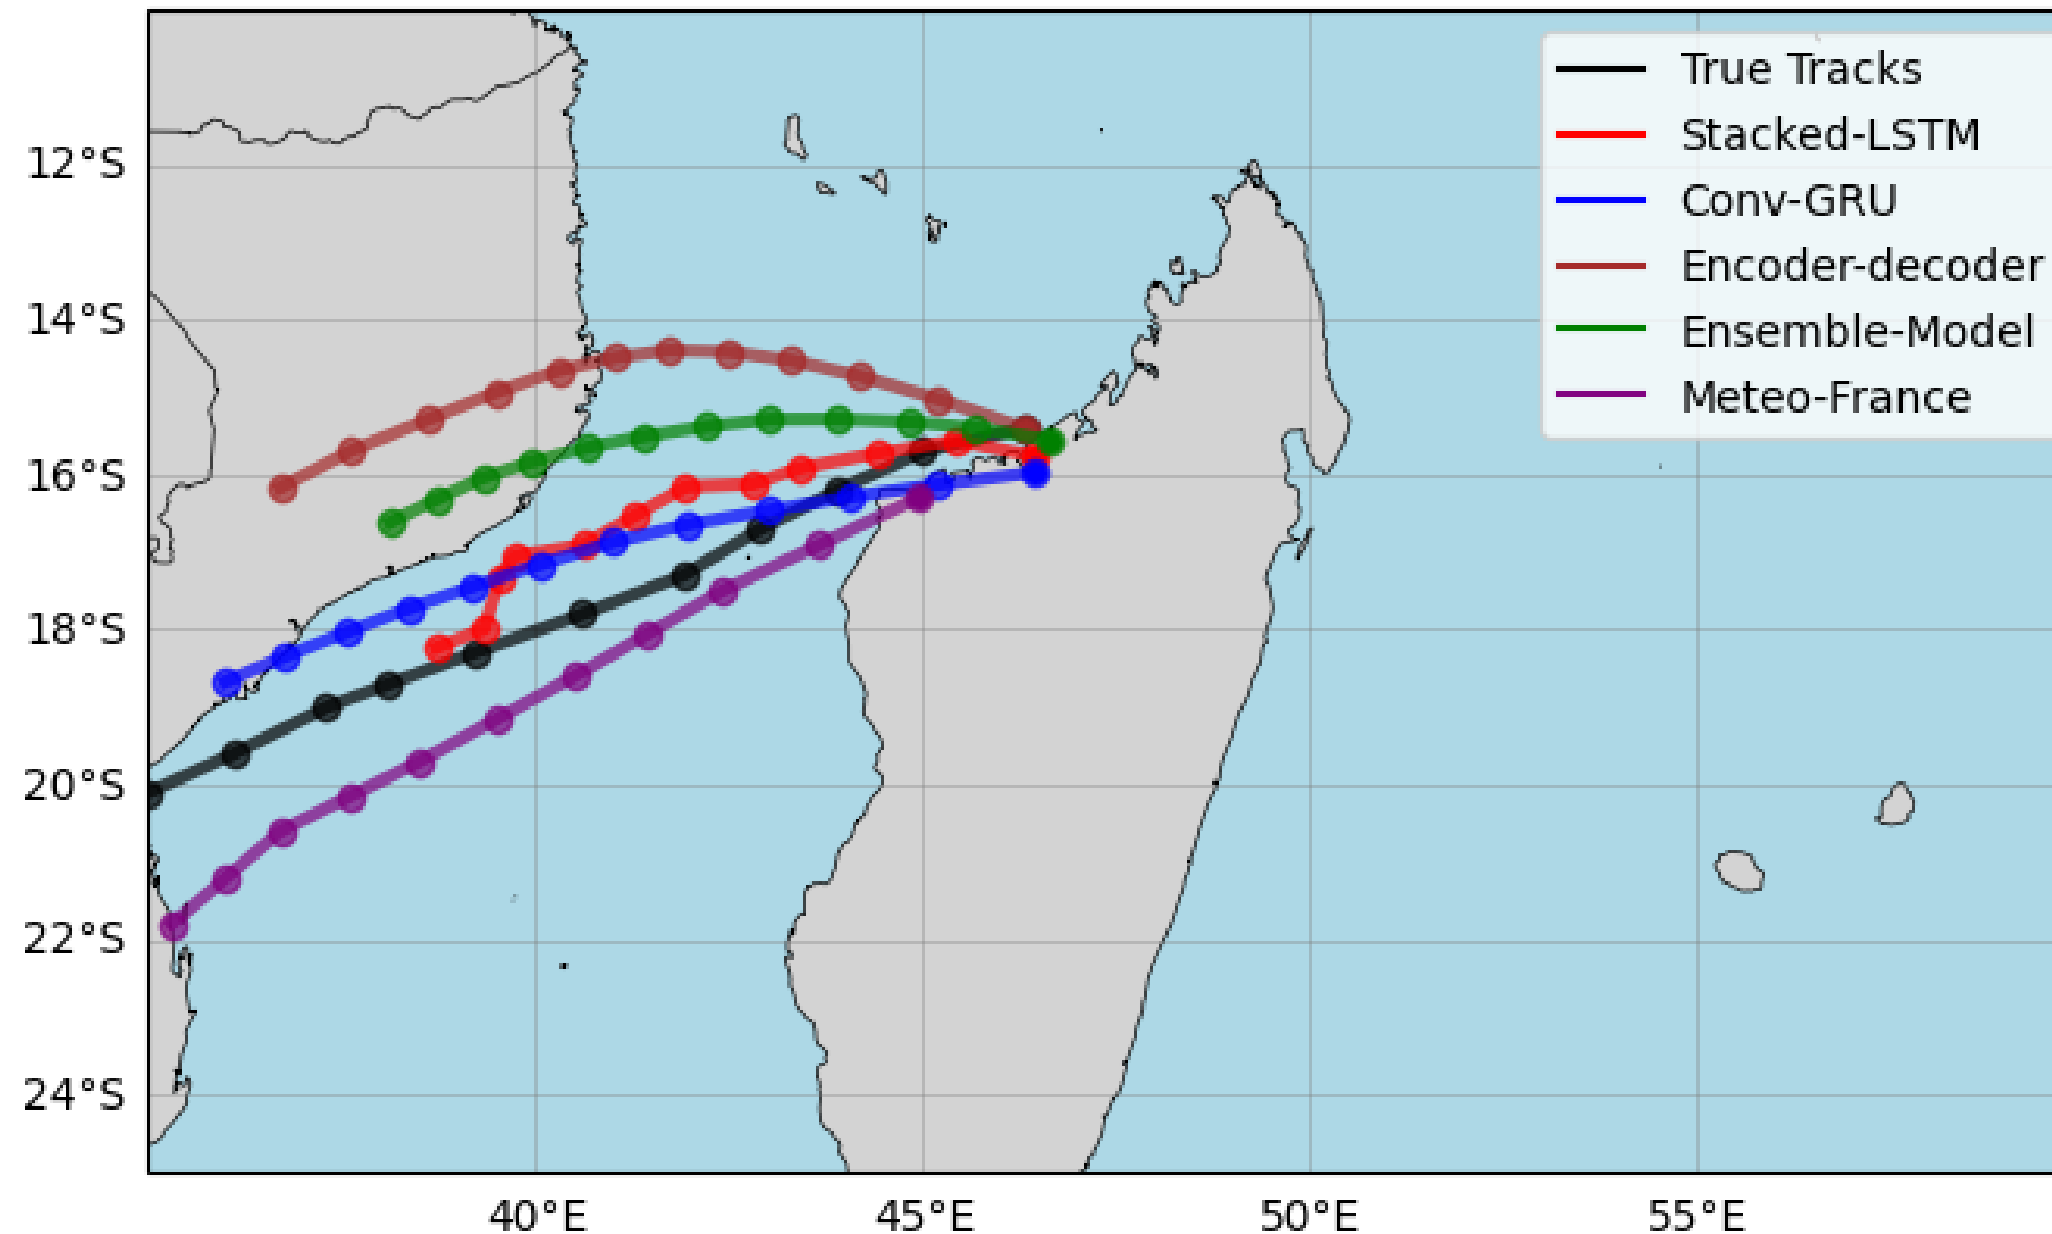 True Tracks
Stacked-LSTM
Conv-GRU
Encoder-decoder
Ensemble-Model
Meteo-France
12°S
14°S
16°S
18°S
20°S
22°S
24°S
40°E
45°E
50°E
55°E